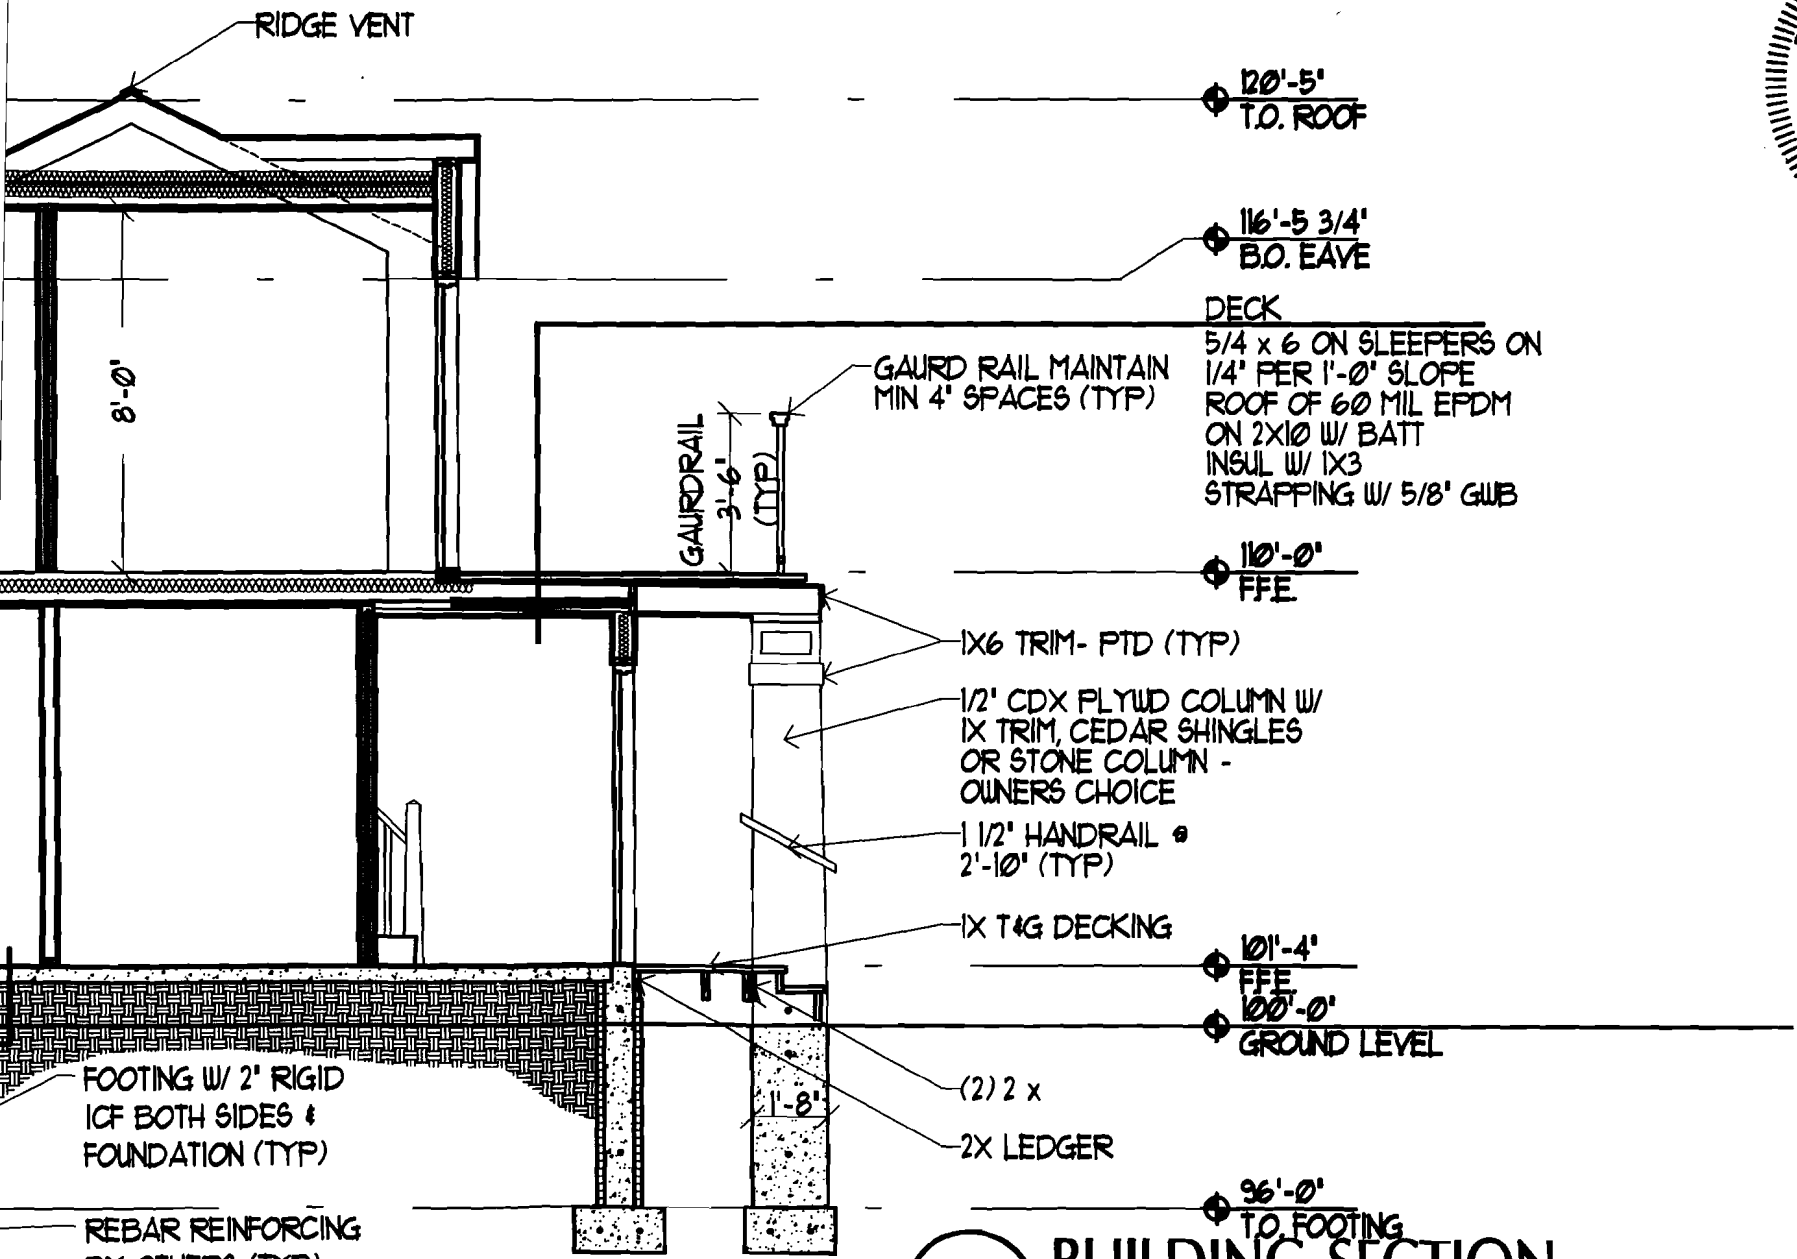 RIDGE VENT
120'-5"
T.O. ROOF
116'-5 3/4"
B.O. EAVE
DECK
5/4 x 6 ON SLEEPERS ON
1/4" PER 1'-0" SLOPE
ROOF OF 60 MIL EPDM
ON 2X10 W/ BATT
INSUL W/ 1X3
STRAPPING W/ 5/8" GWB
GAURD RAIL MAINTAIN
MIN 4" SPACES (TYP)
8'-0"
GAURDRAIL
3'-6"
(TYP)
110'-0"
F.F.E.
1X6 TRIM- PTD (TYP)
1/2" CDX PLYWD COLUMN W/
1X TRIM, CEDAR SHINGLES
OR STONE COLUMN -
OWNERS CHOICE
1 1/2" HANDRAIL @
2'-10" (TYP)
1X T&G DECKING
101'-4"
F.F.E.
100'-0"
GROUND LEVEL
FOOTING W/ 2" RIGID
ICF BOTH SIDES &
FOUNDATION (TYP)
(2) 2 x
1'-8"
2X LEDGER
96'-0"
T.O. FOOTING
REBAR REINFORCING
BUILDING SECTION